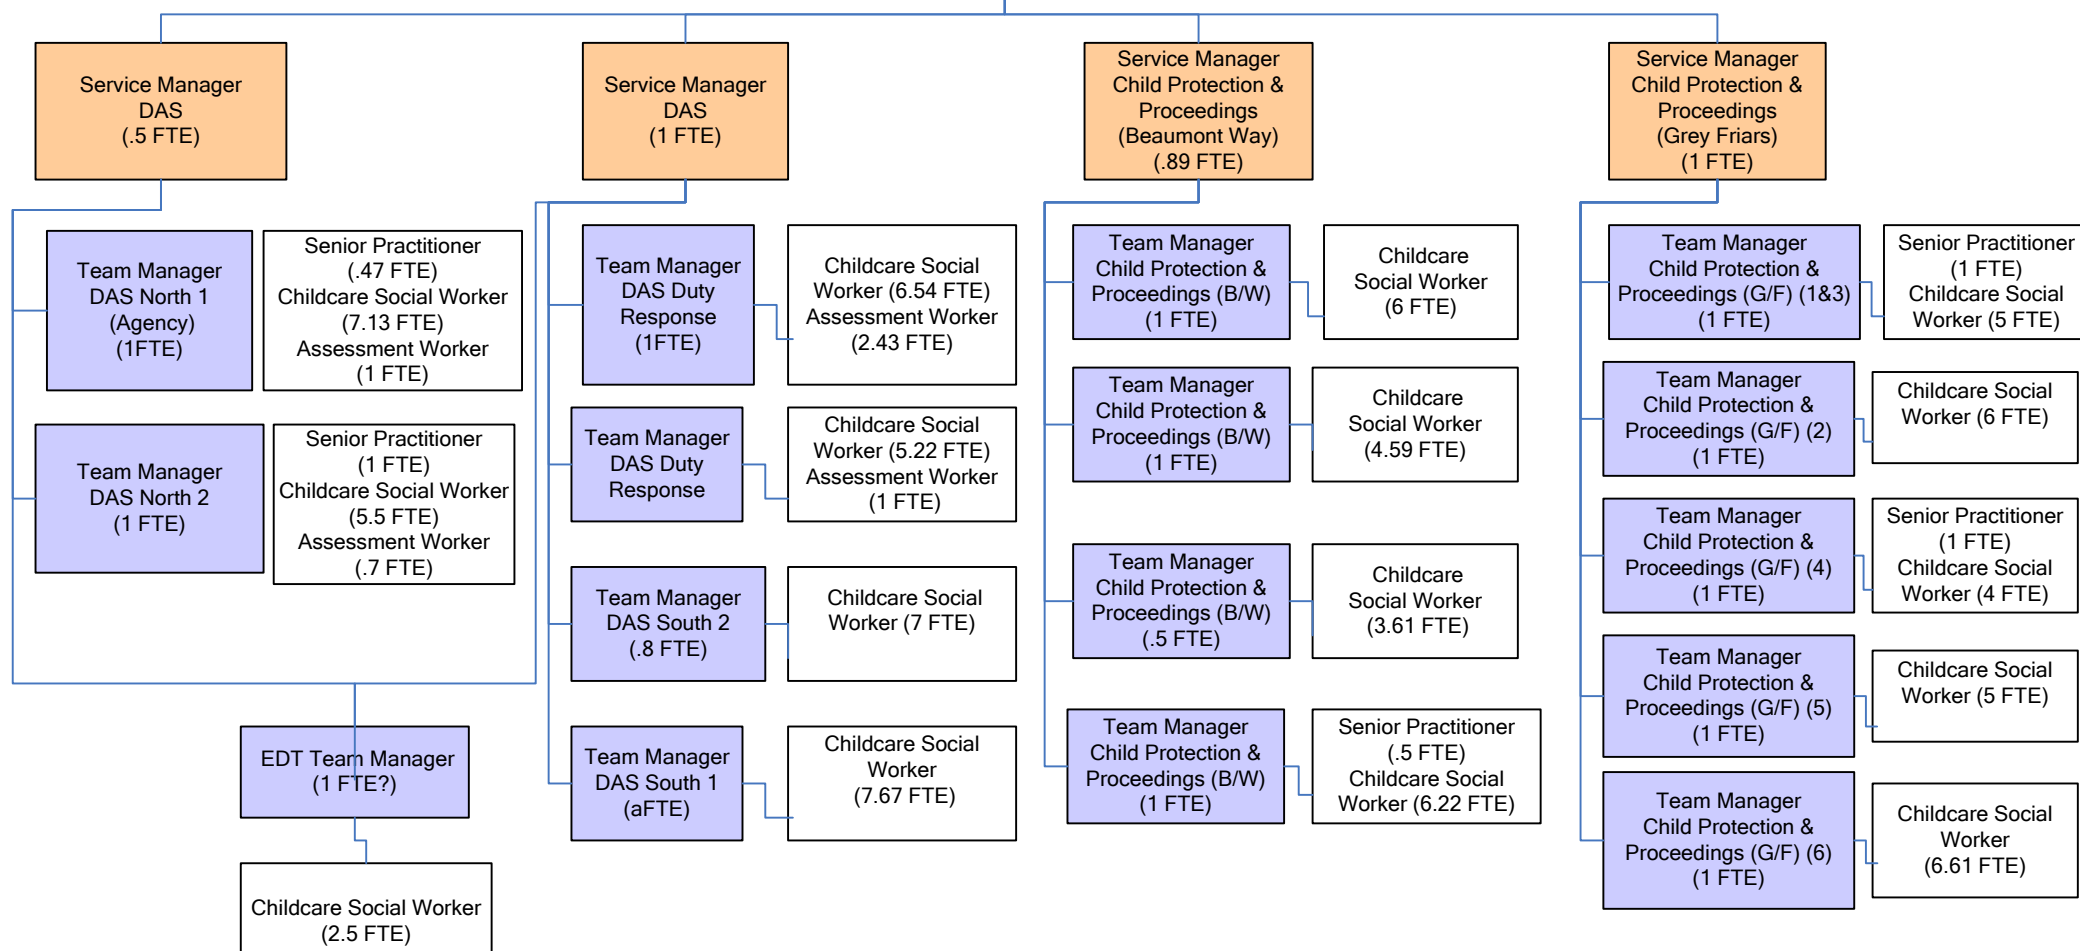 Service Manager
DAS
(.5 FTE)
Service Manager
DAS
(1 FTE)
Service Manager
Child Protection &
Proceedings
(Beaumont Way)
(.89 FTE)
Service Manager
Child Protection &
Proceedings
(Grey Friars)
(1 FTE)
Team Manager
DAS North 1
(Agency)
(1FTE)
Senior Practitioner
(.47 FTE)
Childcare Social Worker
(7.13 FTE)
Assessment Worker
(1 FTE)
Team Manager
DAS North 2
(1 FTE)
Senior Practitioner
(1 FTE)
Childcare Social Worker
(5.5 FTE)
Assessment Worker
(.7 FTE)
EDT Team Manager
(1 FTE?)
Childcare Social Worker
(2.5 FTE)
Team Manager
DAS Duty
Response
(1FTE)
Childcare Social
Worker (6.54 FTE)
Assessment Worker
(2.43 FTE)
Team Manager
DAS Duty
Response
Childcare Social
Worker (5.22 FTE)
Assessment Worker
(1 FTE)
Team Manager
DAS South 2
(.8 FTE)
Childcare Social
Worker (7 FTE)
Team Manager
DAS South 1
(aFTE)
Childcare Social
Worker
(7.67 FTE)
Team Manager
Child Protection &
Proceedings (B/W)
(1 FTE)
Childcare
Social Worker
(6 FTE)
Team Manager
Child Protection &
Proceedings (B/W)
(1 FTE)
Childcare
Social Worker
(4.59 FTE)
Team Manager
Child Protection &
Proceedings (B/W)
(.5 FTE)
Childcare
Social Worker
(3.61 FTE)
Team Manager
Child Protection &
Proceedings (B/W)
(1 FTE)
Senior Practitioner
(.5 FTE)
Childcare Social
Worker (6.22 FTE)
Team Manager
Child Protection &
Proceedings (G/F) (1&3)
(1 FTE)
Senior Practitioner
(1 FTE)
Childcare Social
Worker (5 FTE)
Team Manager
Child Protection &
Proceedings (G/F) (2)
(1 FTE)
Childcare Social
Worker (6 FTE)
Team Manager
Child Protection &
Proceedings (G/F) (4)
(1 FTE)
Senior Practitioner
(1 FTE)
Childcare Social
Worker (4 FTE)
Team Manager
Child Protection &
Proceedings (G/F) (5)
(1 FTE)
Childcare Social
Worker (5 FTE)
Team Manager
Child Protection &
Proceedings (G/F) (6)
(1 FTE)
Childcare Social
Worker
(6.61 FTE)